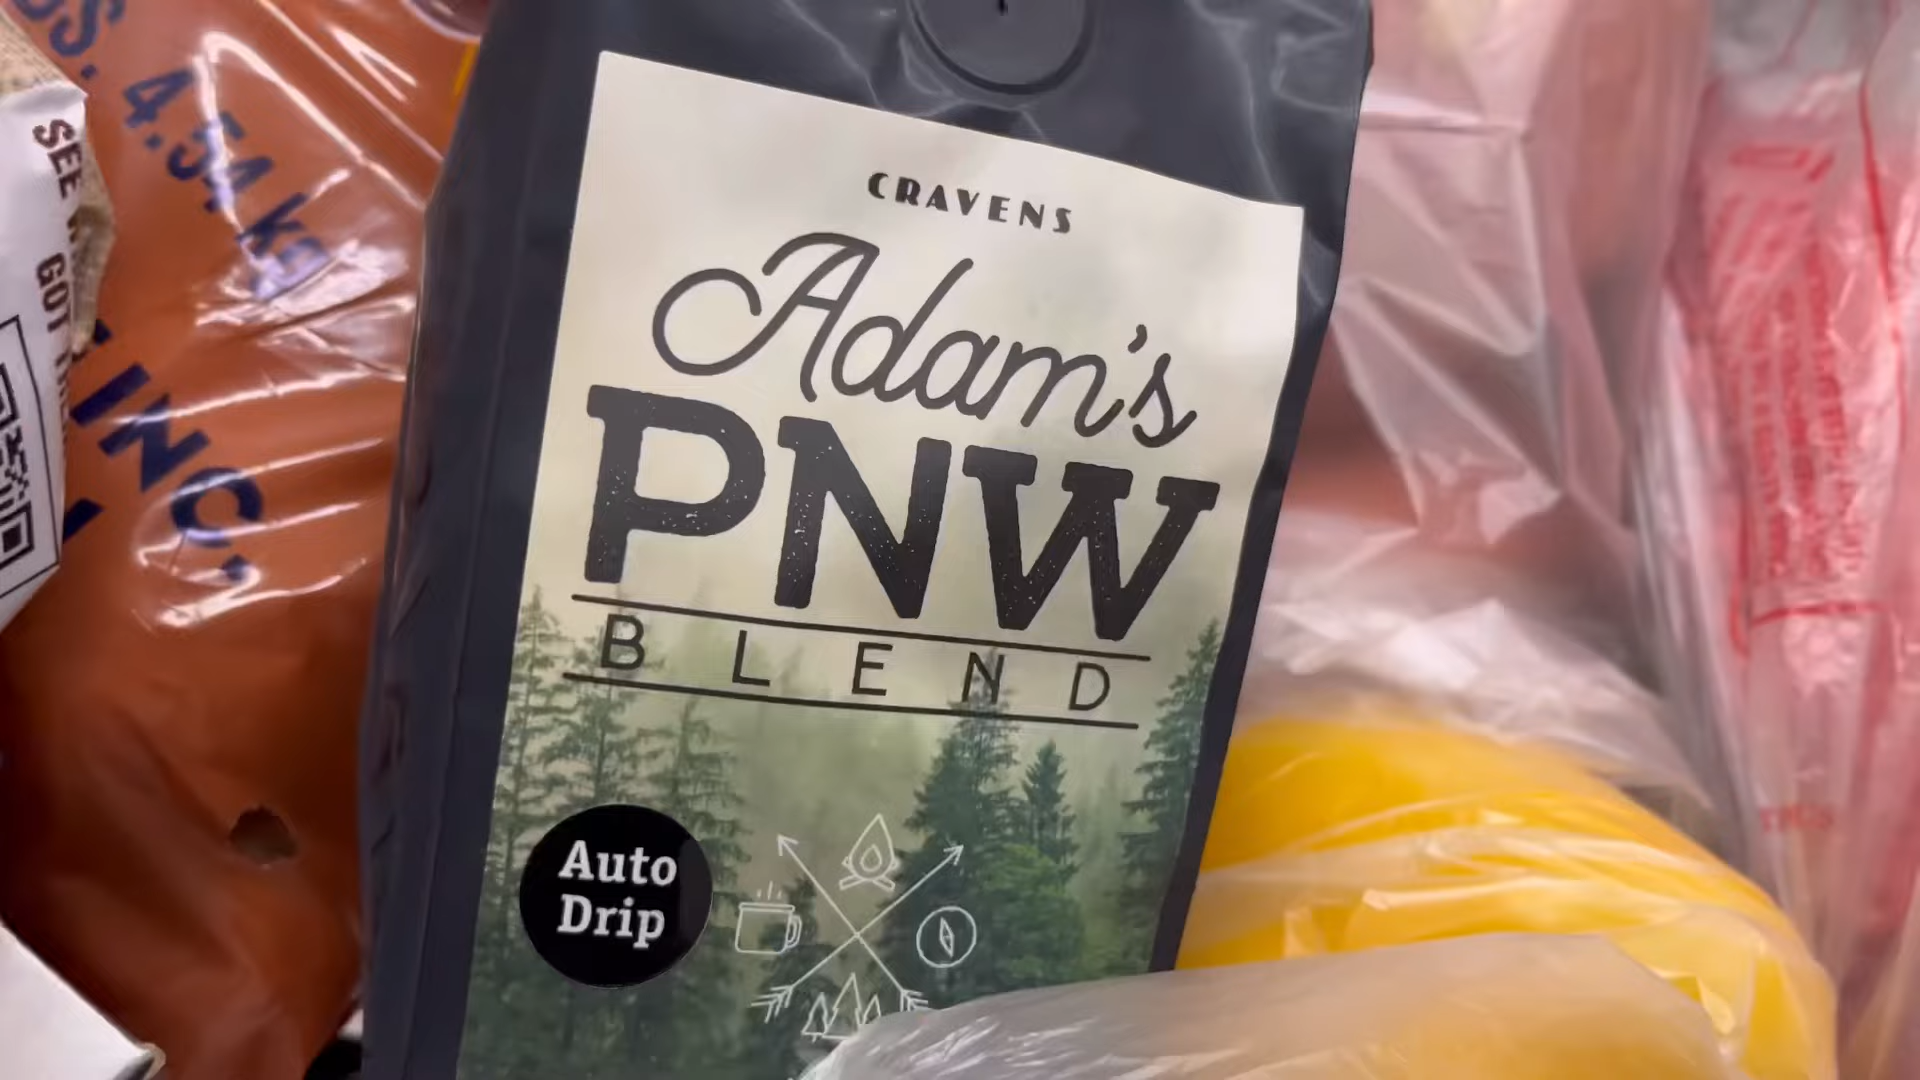 CRAVENS
Adam's
PNW
BLEND
Auto
Drip
4.54 kg
INC.
SEE
GOT